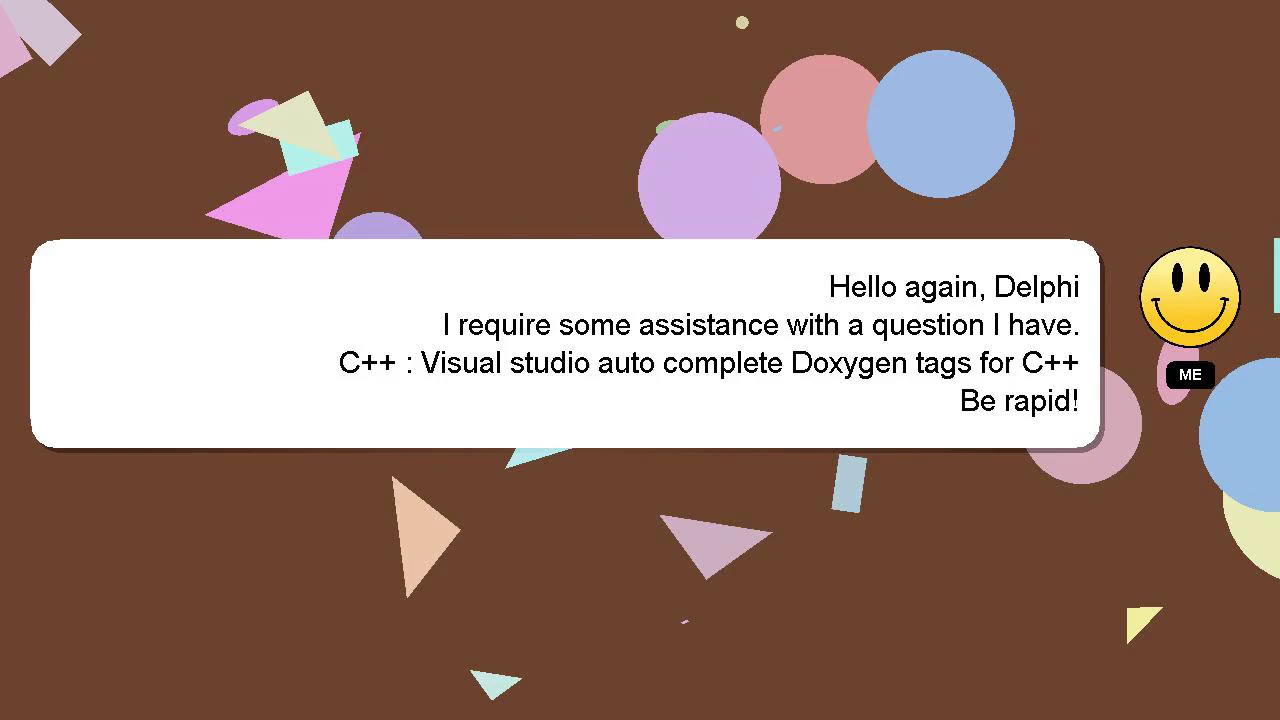 Hello again, Delphi
I require some assistance with a question I have.
C++ : Visual studio auto complete Doxygen tags for C++
Be rapid!
ME